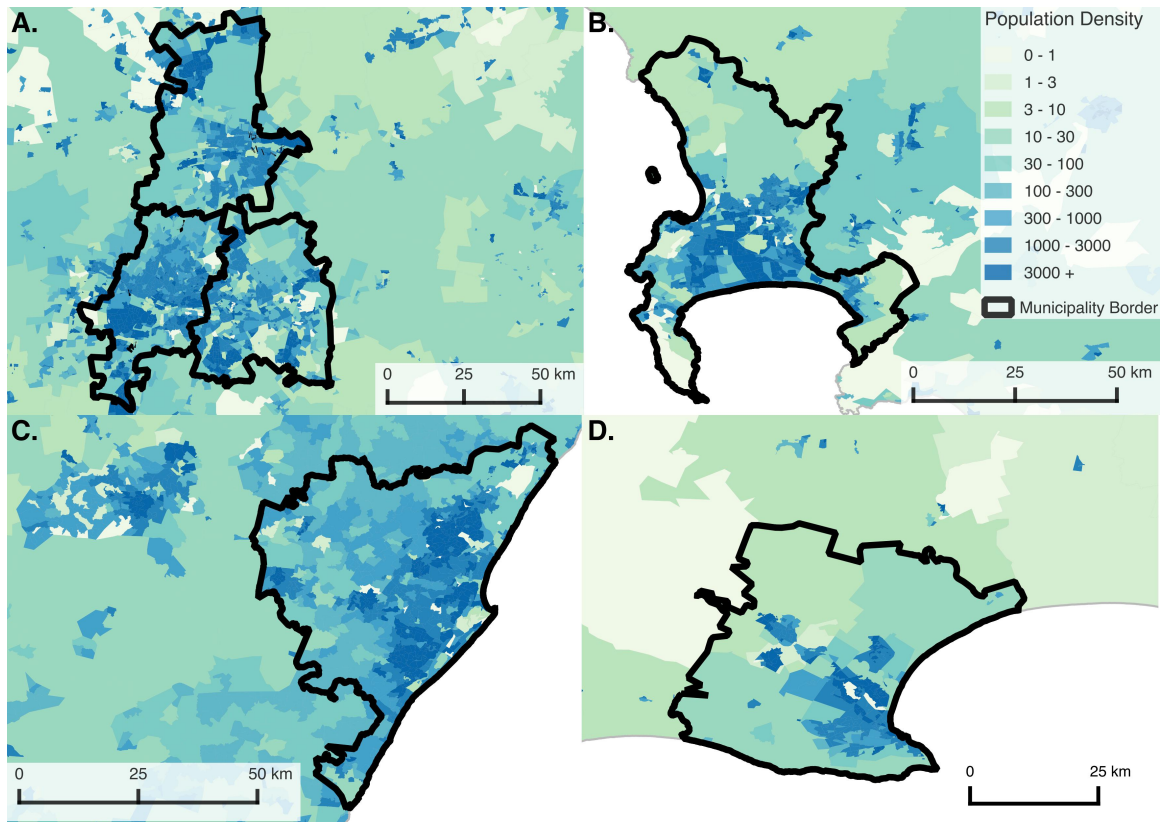 A.
B.
Population Density
0 - 1
1 - 3
3 - 10
10 - 30
30 - 100
100 - 300
300 - 1000
1000 - 3000
3000 +
Municipality Border
0 25 50 km
0 25 50 km
C.
D.
0 25 50 km
0 25 km